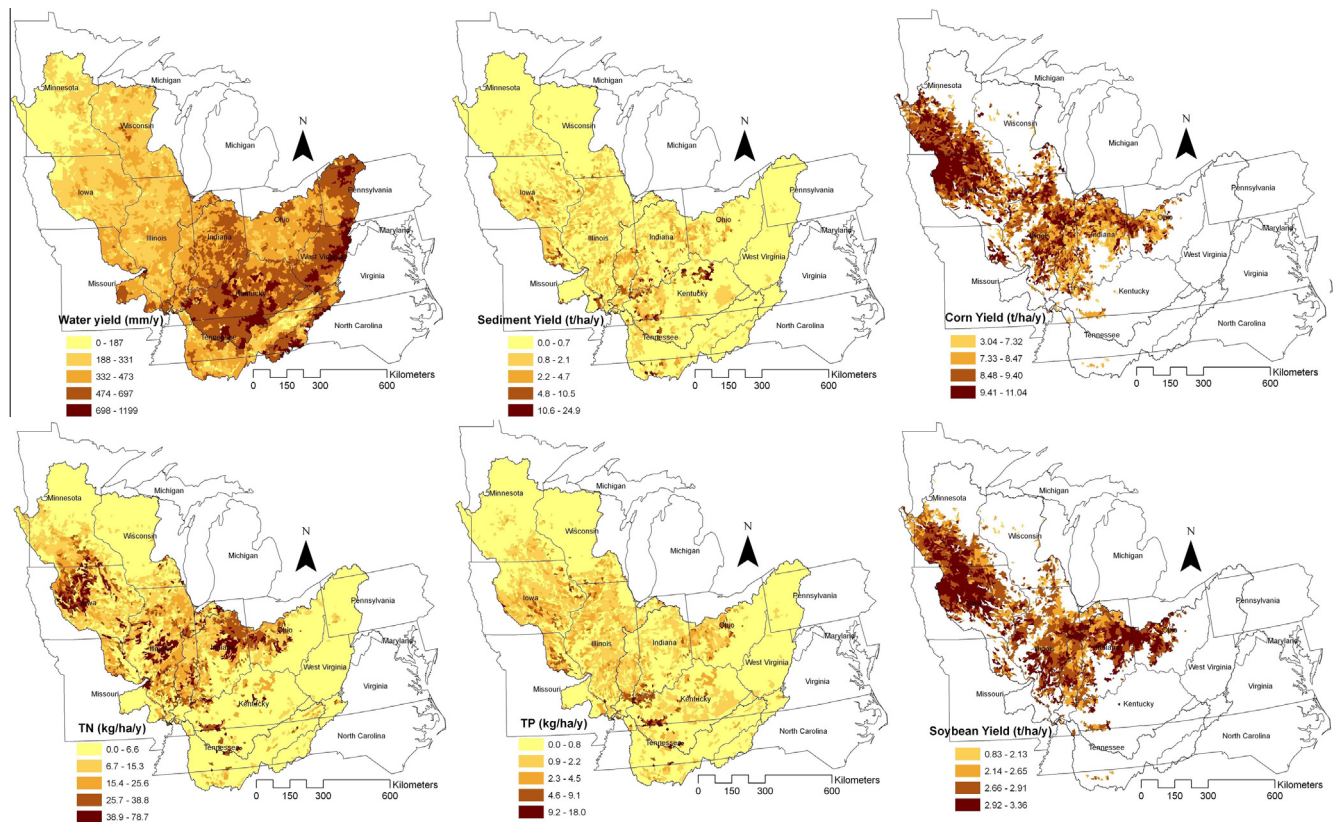 Michigan
Minnesota
Wisconsin
Michigan
N
Iowa
Pennsylvania
Ohio
Illinois
Indiana
Maryland
West Virginia
Missouri
Virginia
Kentucky
North Carolina
Tennessee
Water yield (mm/y)
0 - 187
188 - 331
332 - 473
474 - 697
698 - 1199
Kilometers
0 150 300 600
Michigan
Minnesota
Wisconsin
Michigan
N
Iowa
Pennsylvania
Ohio
Illinois
Indiana
Maryland
West Virginia
Missouri
Virginia
Kentucky
North Carolina
Tennessee
Sediment Yield (t/ha/y)
0.0 - 0.7
0.8 - 2.1
2.2 - 4.7
4.8 - 10.5
10.6 - 24.9
Kilometers
0 150 300 600
Michigan
Minnesota
Wisconsin
Michigan
N
Pennsylvania
Ohio
Indiana
Maryland
West Virginia
Missouri
Virginia
Kentucky
North Carolina
Tennessee
Corn Yield (t/ha/y)
3.04 - 7.32
7.33 - 8.47
8.48 - 9.40
9.41 - 11.04
Kilometers
0 150 300 600
Michigan
Minnesota
Wisconsin
Michigan
N
Iowa
Pennsylvania
Ohio
Illinois
Indiana
Maryland
West Virginia
Missouri
Virginia
Kentucky
North Carolina
Tennessee
TN (kg/ha/y)
0.0 - 6.6
6.7 - 15.3
15.4 - 25.6
25.7 - 38.8
38.9 - 78.7
Kilometers
0 150 300 600
Michigan
Minnesota
Wisconsin
Michigan
N
Iowa
Pennsylvania
Ohio
Illinois
Indiana
Maryland
West Virginia
Missouri
Virginia
Kentucky
North Carolina
Tennessee
TP (kg/ha/y)
0.0 - 0.8
0.9 - 2.2
2.3 - 4.5
4.6 - 9.1
9.2 - 18.0
Kilometers
0 150 300 600
Michigan
Minnesota
Wisconsin
Michigan
N
Pennsylvania
Ohio
Maryland
West Virginia
Missouri
Virginia
Kentucky
North Carolina
Tennessee
Soybean Yield (t/ha/y)
0.83 - 2.13
2.14 - 2.65
2.66 - 2.91
2.92 - 3.36
Kilometers
0 150 300 600